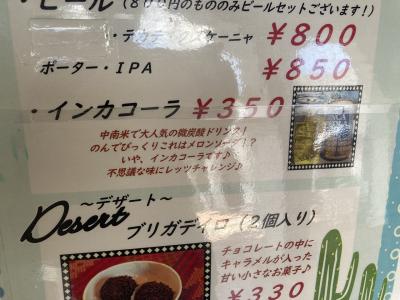 ・ビール (800円のもののみビールセットございます！)
・テカテ ケーニャ ￥800
ポーター・IPA ￥850
・インカコーラ ￥350
中南米で大人気の微炭酸ドリンク！
のんでびっくりこれはメロンソーダ！？
いや、インカコーラです♪
不思議な味にレッツチャレンジ♪
～デザート～
Desert ブリガデイロ (2個入り)
チョコレートの中に
キャラメルが入った
甘い小さなお菓子♪
￥330